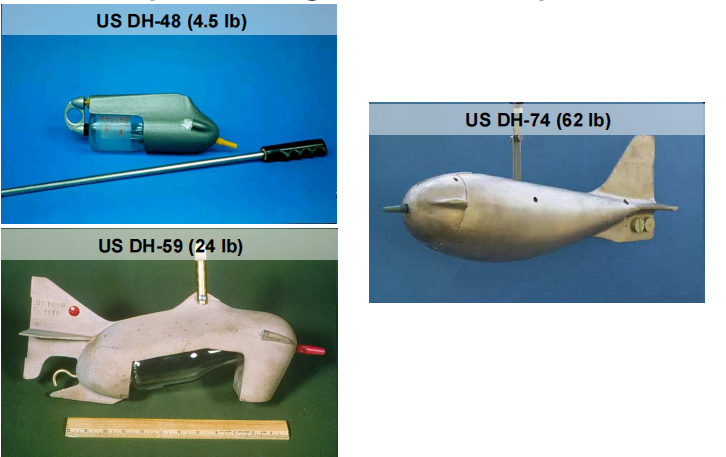 US DH-48 (4.5 lb)
US DH-74 (62 lb)
US DH-59 (24 lb)